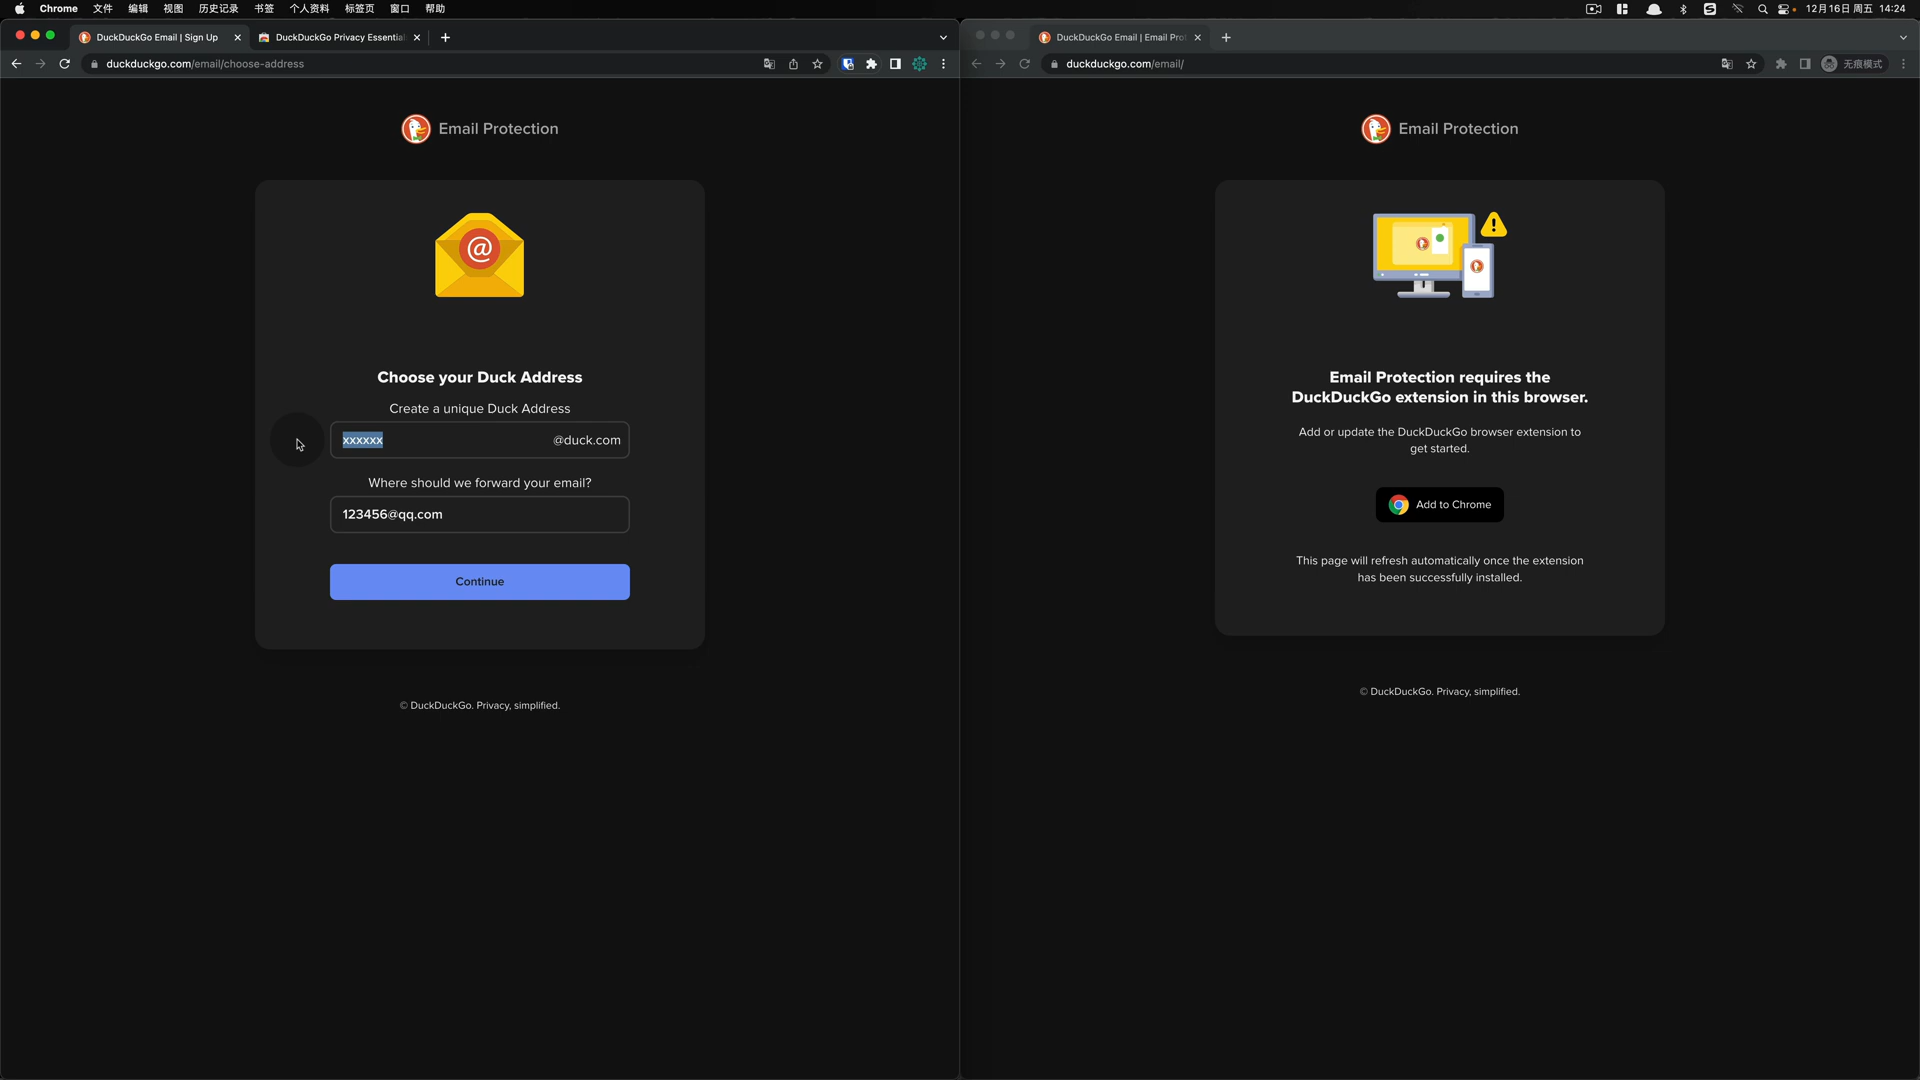 Chrome 文件 编辑 视图 历史记录 书签 个人资料 标签页 窗口 帮助
12月16日 周五 14:24
DuckDuckGo Email | Sign Up
DuckDuckGo Privacy Essential
duckduckgo.com/email/choose-address
Email Protection
@
Choose your Duck Address
Create a unique Duck Address
xxxxxx
@duck.com
Where should we forward your email?
123456@qq.com
Continue
© DuckDuckGo. Privacy, simplified.
DuckDuckGo Email | Email Prot
duckduckgo.com/email/
无痕模式
Email Protection
Email Protection requires the
DuckDuckGo extension in this browser.
Add or update the DuckDuckGo browser extension to
get started.
Add to Chrome
This page will refresh automatically once the extension
has been successfully installed.
© DuckDuckGo. Privacy, simplified.